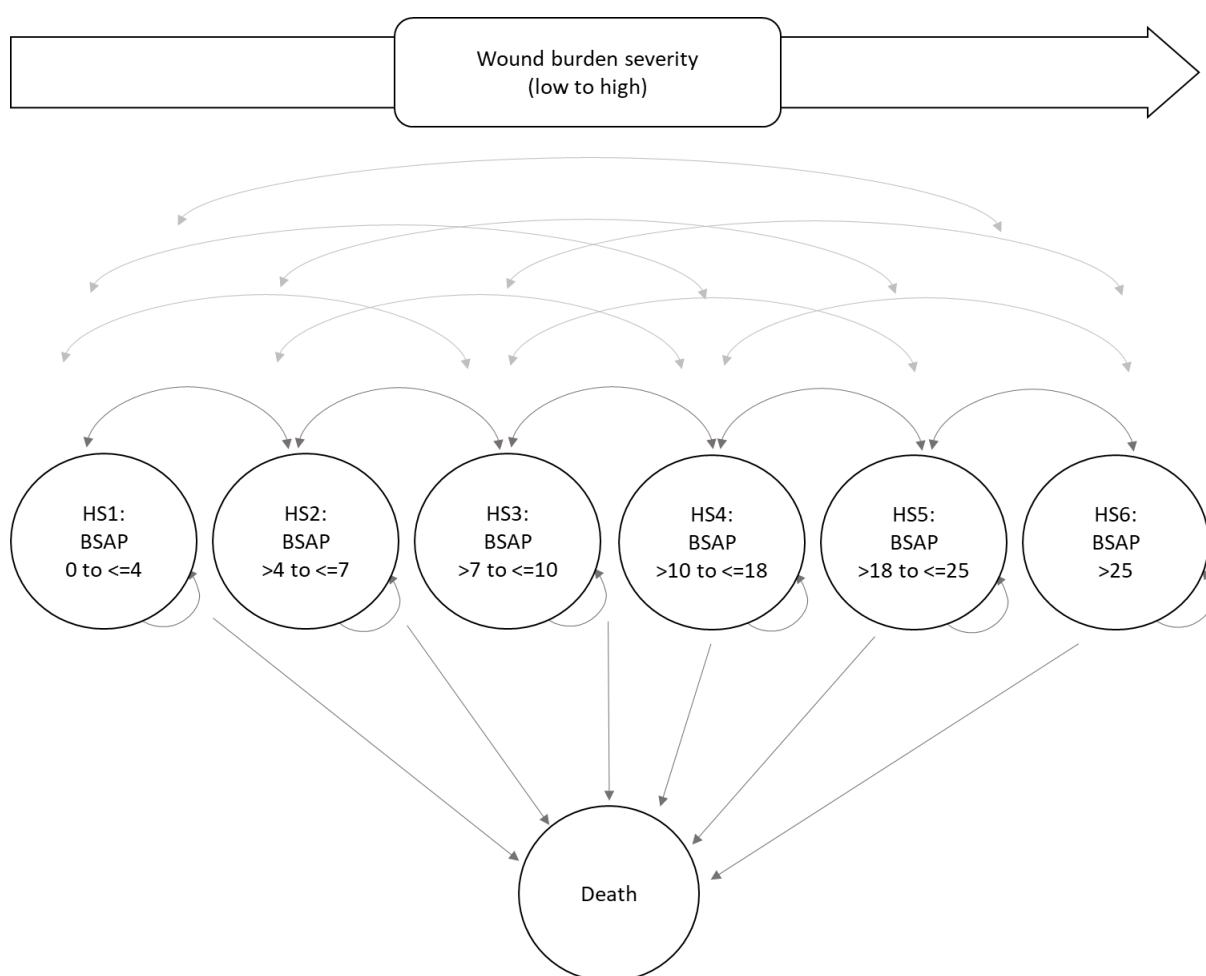 Wound burden severity
(low to high)
HS1:
BSAP
0 to <=4
HS2:
BSAP
>4 to <=7
HS3:
BSAP
>7 to <=10
HS4:
BSAP
>10 to <=18
HS5:
BSAP
>18 to <=25
HS6:
BSAP
>25
Death